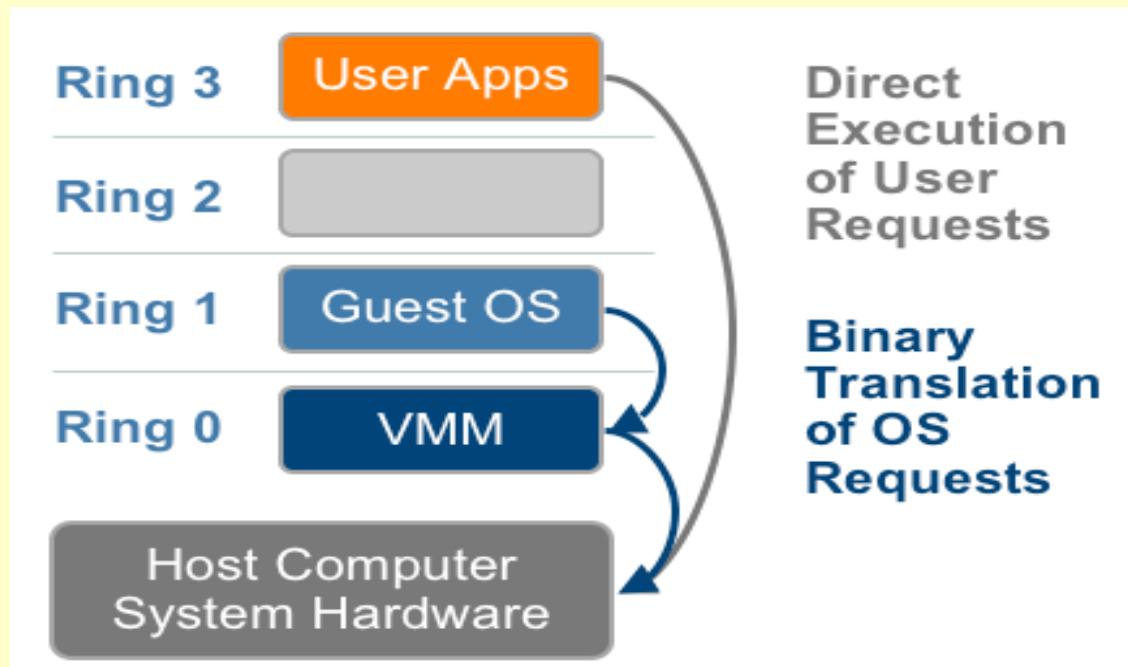 Ring 3
User Apps
Ring 2
Ring 1
Guest OS
Ring 0
VMM
Host Computer
System Hardware
Direct
Execution
of User
Requests
Binary
Translation
of OS
Requests